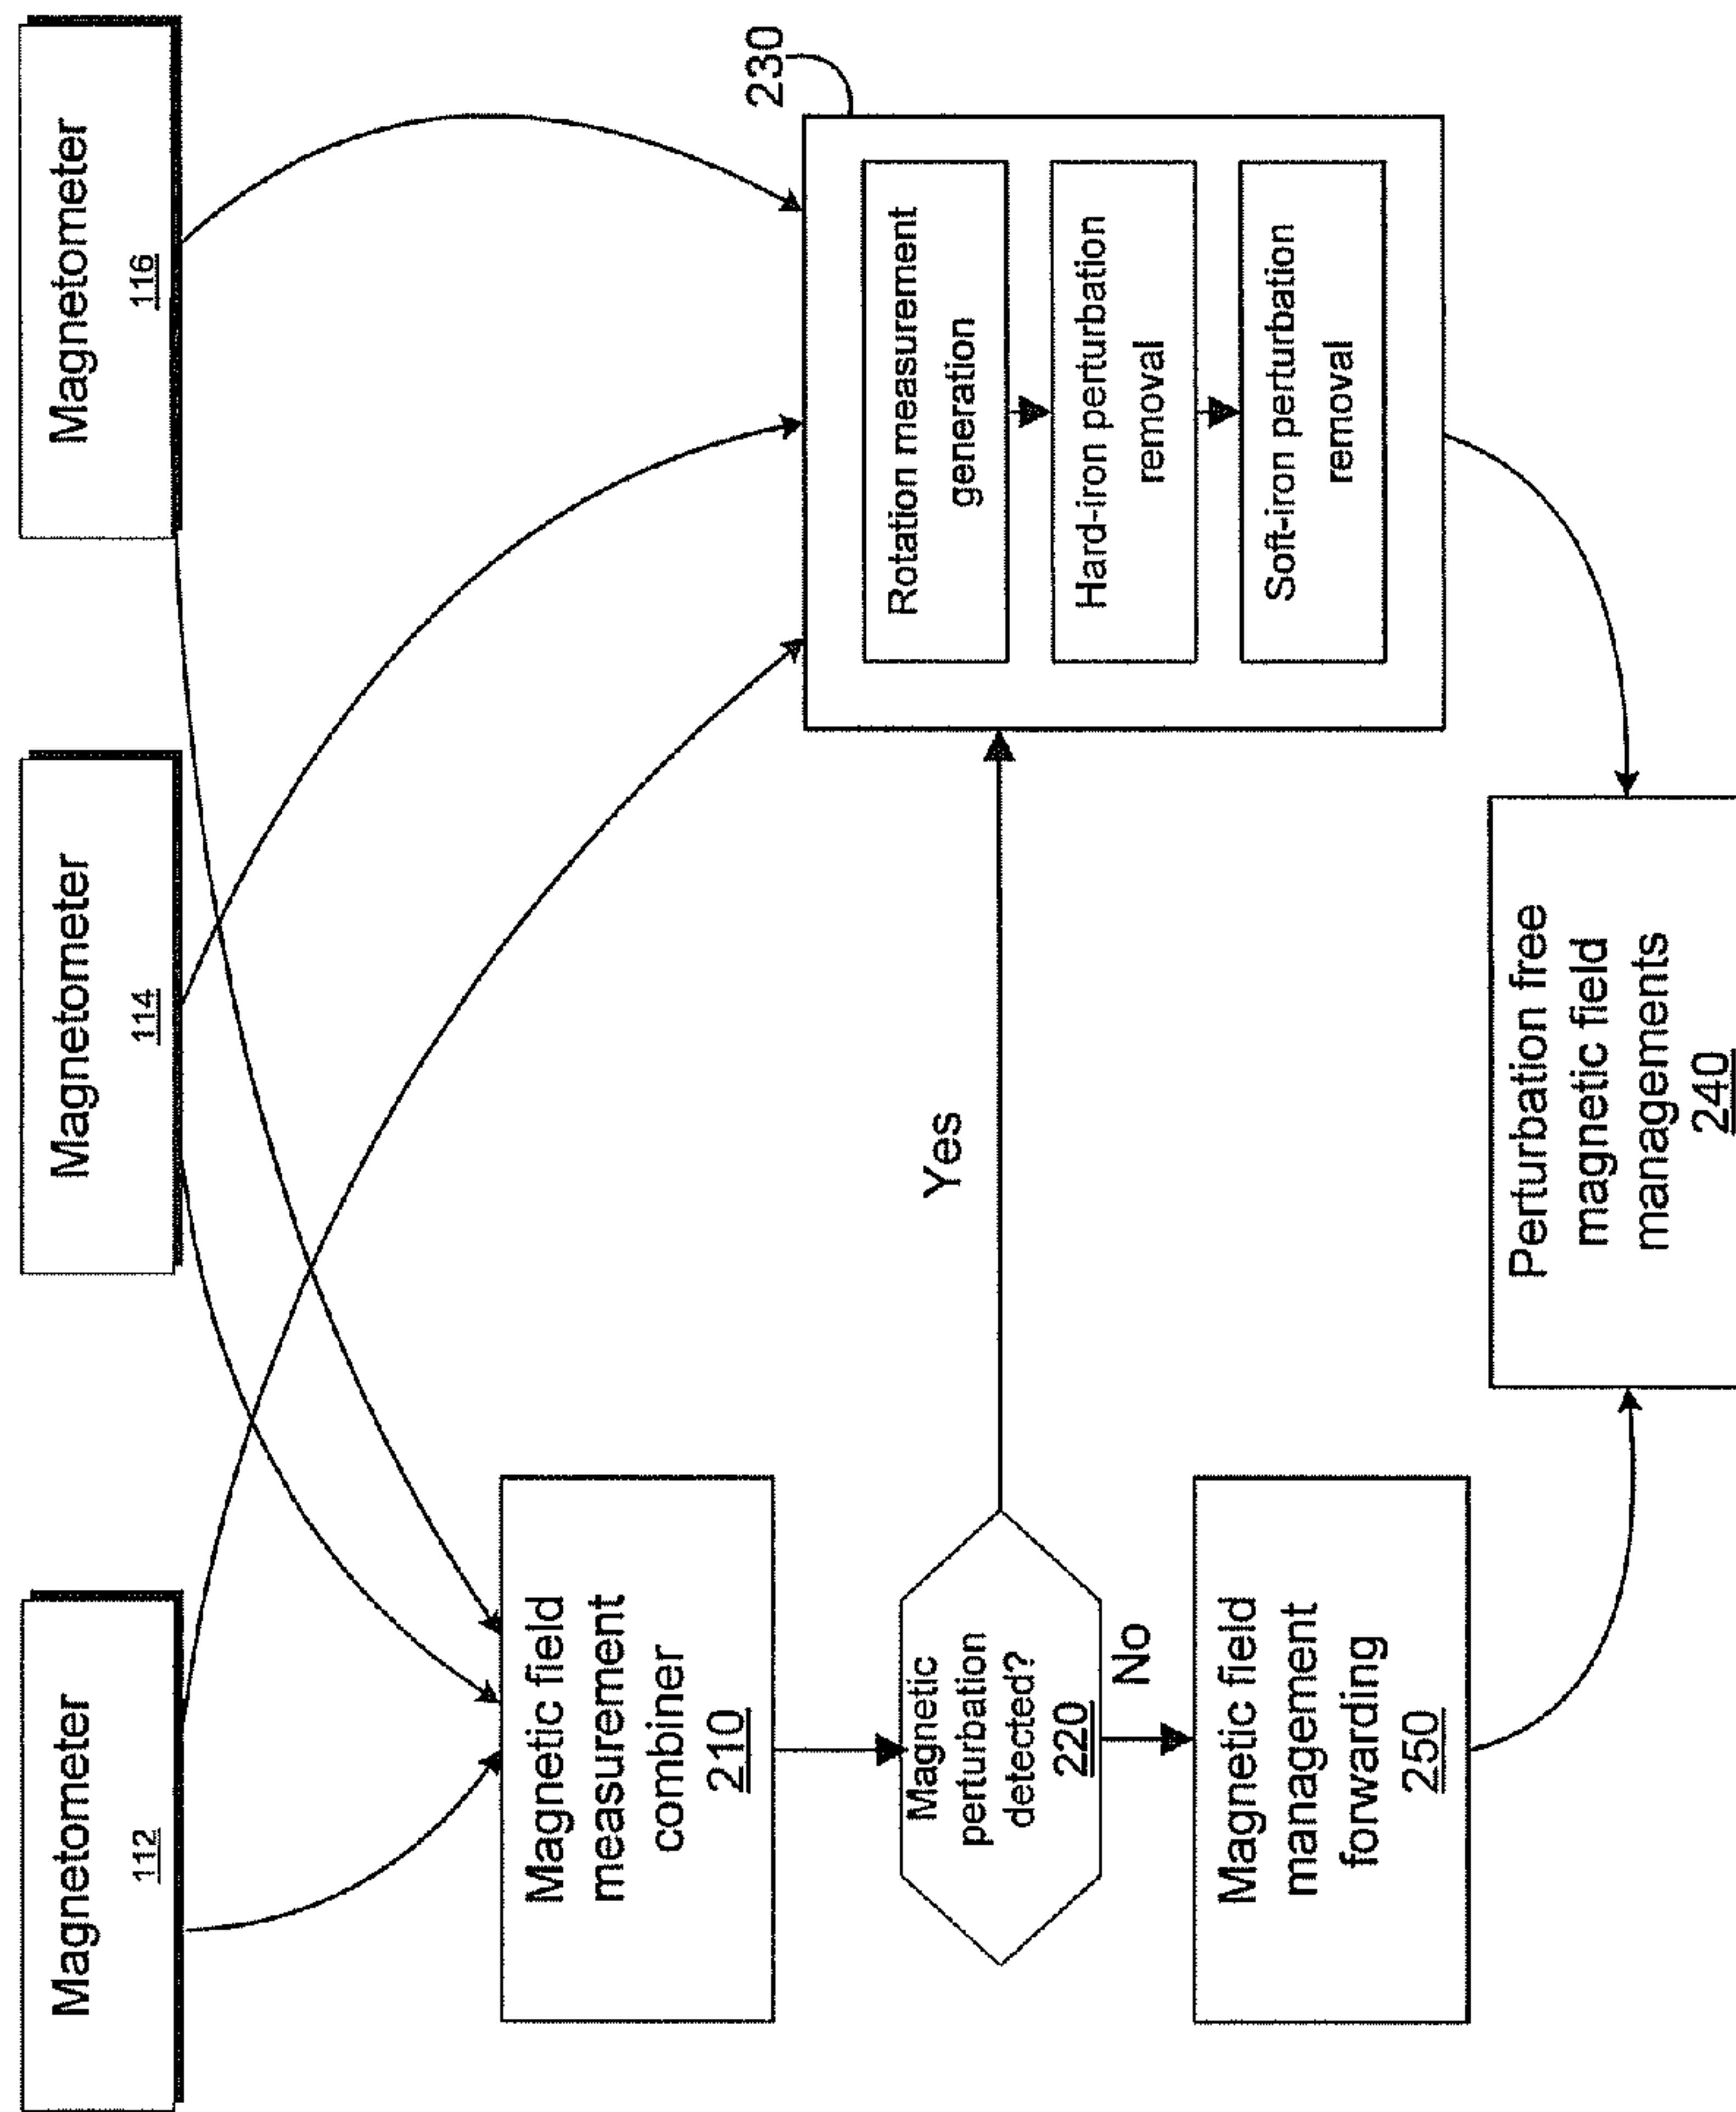 Magnetometer
112
Magnetometer
114
Magnetometer
116
Magnetic field
measurement
combiner
210
Magnetic
perturbation
detected?
220
Yes
No
230
Rotation measurement
generation
Hard-iron perturbation
removal
Soft-iron perturbation
removal
Magnetic field
management
forwarding
250
Perturbation free
magnetic field
managements
240